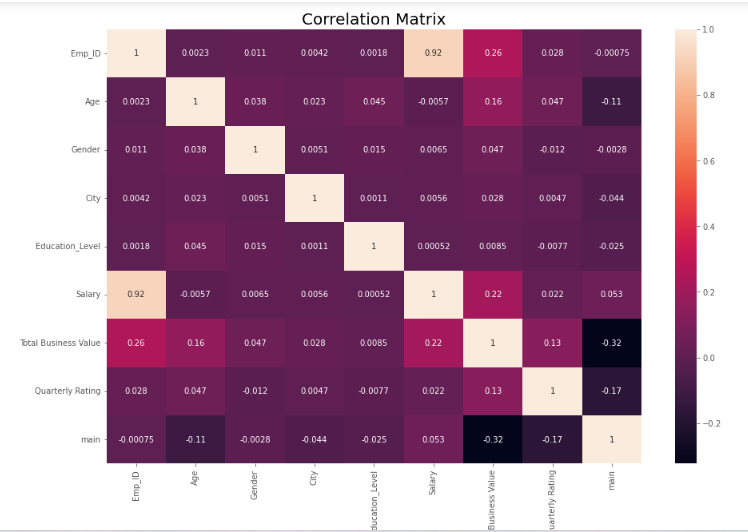 Correlation Matrix
Emp_ID 1 0.0023 0.011 0.0042 0.0018 0.92 0.26 0.028 -0.00075
Age 0.0023 1 0.038 0.023 0.045 -0.0057 0.16 0.047 -0.11
Gender 0.011 0.038 1 0.0051 0.015 0.0065 0.047 -0.012 -0.0028
City 0.0042 0.023 0.0051 1 0.0011 0.0056 0.028 0.0047 -0.044
Education_Level 0.0018 0.045 0.015 0.0011 1 0.00052 0.0085 -0.0077 -0.025
Salary 0.92 -0.0057 0.0065 0.0056 0.00052 1 0.22 0.022 0.053
Total Business Value 0.26 0.16 0.047 0.028 0.0085 0.22 1 0.13 -0.32
Quarterly Rating 0.028 0.047 -0.012 0.0047 -0.0077 0.022 0.13 1 -0.17
main -0.00075 -0.11 -0.0028 -0.044 -0.025 0.053 -0.32 -0.17 1
Emp_ID
Age
Gender
City
ducation_Level
Salary
Business Value
uarterly Rating
main
1.0
0.8
0.6
0.4
0.2
0.0
−0.2